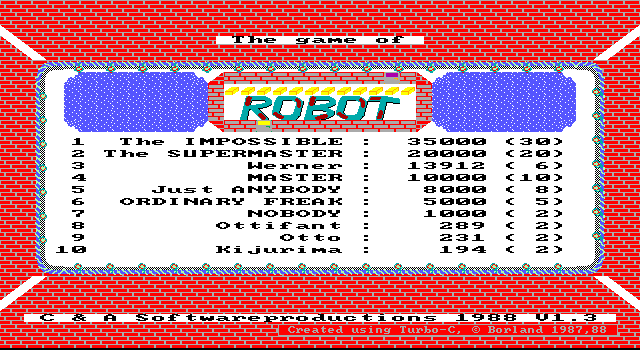 The game of
ROBOT
1 The IMPOSSIBLE : 35000 (30)
2 The SUPERMASTER : 20000 (20)
3 Werner : 13912 ( 6)
4 MASTER : 10000 (10)
5 Just ANYBODY : 8000 ( 8)
6 ORDINARY FREAK : 5000 ( 5)
7 NOBODY : 1000 ( 2)
8 Ottifant : 289 ( 2)
9 Otto : 231 ( 2)
10 Kijurima : 194 ( 2)
C & A Softwareproductions 1988 V1.3
Created using Turbo-C, © Borland 1987,88